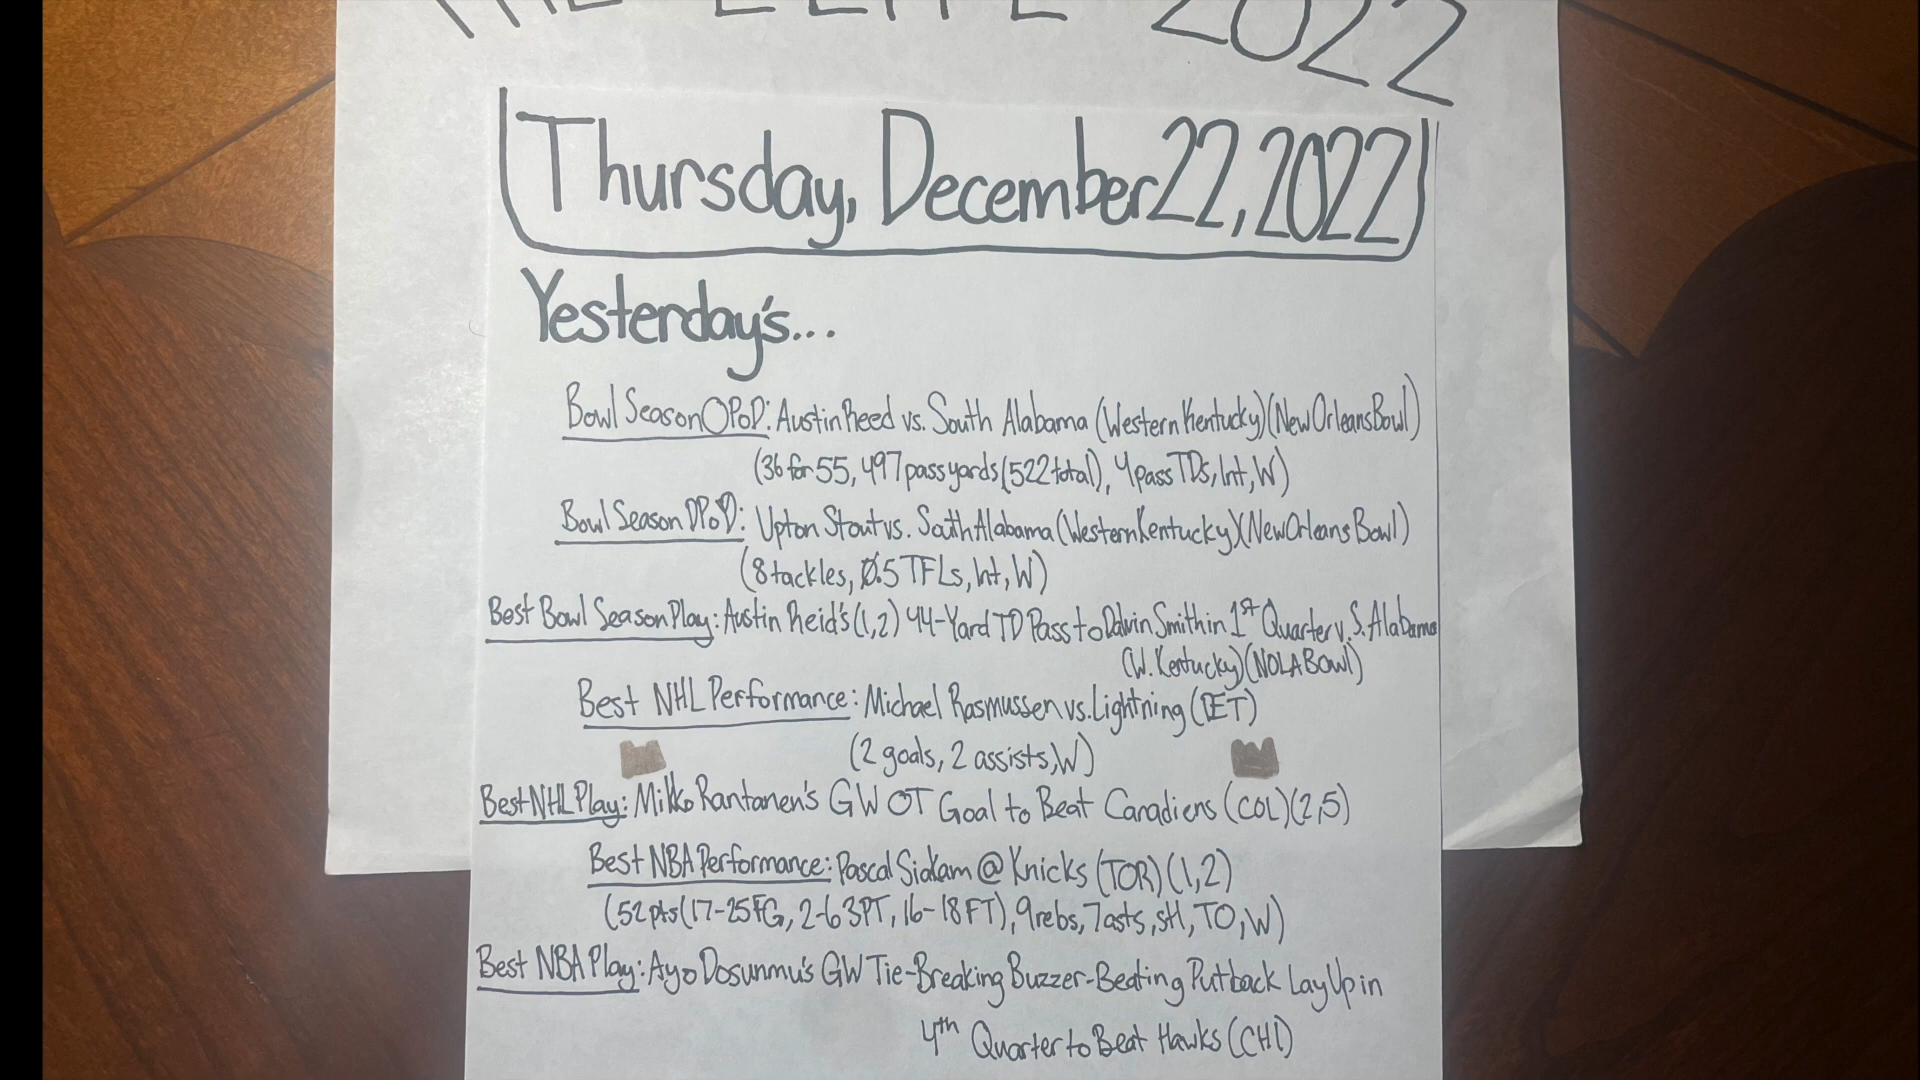 THE ELITE 2022
Thursday, December 22, 2022
Yesterday's...
Bowl Season OPoD: Austin Reed vs. South Alabama (Western Kentucky)(New Orleans Bowl)
(36 for 55, 497 pass yards (522 total), 4 pass TDs, Int, W)
Bowl Season DPoD: Upton Stout vs. South Alabama (Western Kentucky)(New Orleans Bowl)
(8 tackles, 0.5 TFLs, Int, W)
Best Bowl Season Play: Austin Reid's (1,2) 44-Yard TD Pass to Dalvin Smith in 1st Quarter v. S. Alabama
(W. Kentucky)(NOLA Bowl)
Best NHL Performance: Michael Rasmussen vs. Lightning (DET)
(2 goals, 2 assists, W)
Best NHL Play: Mikko Rantanen's GW OT Goal to Beat Canadiens (COL)(2,5)
Best NBA Performance: Pascal Siakam @ Knicks (TOR)(1,2)
(52 pts (17-25 FG, 2-6 3PT, 16-18 FT), 9 rebs, 7 asts, stl, TO, W)
Best NBA Play: Ayo Dosunmu's GW Tie-Breaking Buzzer-Beating Putback LayUp in
4th Quarter to Beat Hawks (CHI)